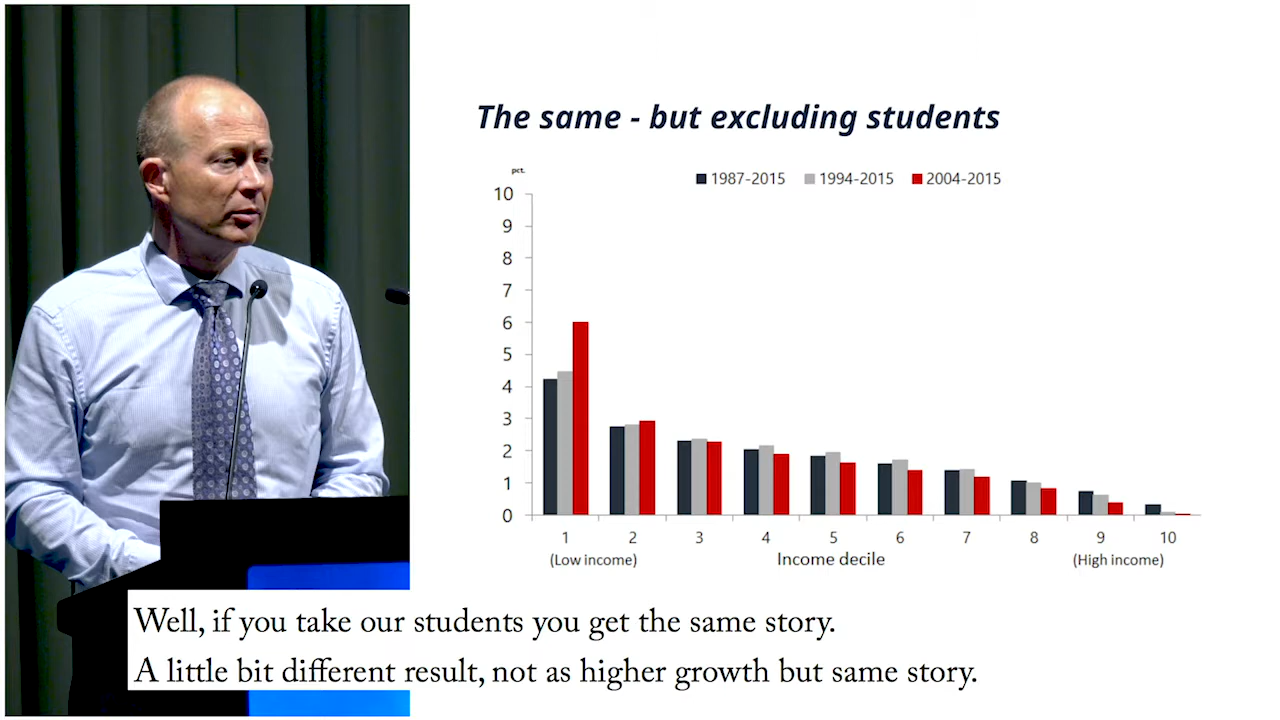 The same - but excluding students
pct.
1987-2015 1994-2015 2004-2015
10
9
8
7
6
5
4
3
2
1
0
1 2 3 4 5 6 7 8 9 10
(Low income) Income decile (High income)
Well, if you take our students you get the same story.
A little bit different result, not as higher growth but same story.